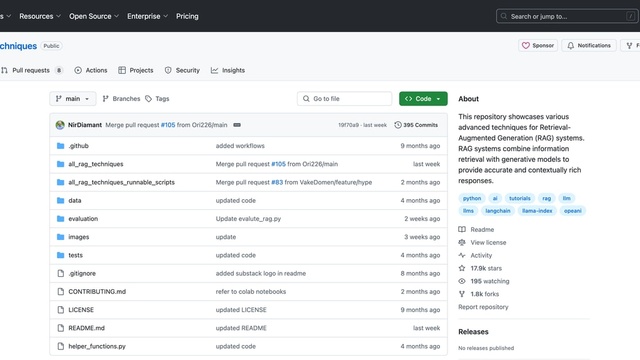 s Resources Open Source Enterprise Pricing Search or jump to... /
chniques Public Sponsor Notifications F
Pull requests 8 Actions Projects Security Insights
main Branches Tags Go to file Code
NirDiamant Merge pull request #105 from Ori226/main 19f70a9 · last week 395 Commits
.github added workflows 9 months ago
all_rag_techniques Merge pull request #105 from Ori226/main last week
all_rag_techniques_runnable_scripts Merge pull request #83 from VakeDomen/feature/hype 2 months ago
data updated code 4 months ago
evaluation Update evalute_rag.py 2 weeks ago
images update 3 weeks ago
tests updated code 4 months ago
.gitignore added substack logo in readme 8 months ago
CONTRIBUTING.md refer to colab notebooks 2 months ago
LICENSE updated LICENSE 9 months ago
README.md updated README last week
helper_functions.py updated code 4 months ago
About
This repository showcases various
advanced techniques for Retrieval-
Augmented Generation (RAG) systems.
RAG systems combine information
retrieval with generative models to
provide accurate and contextually rich
responses.
python ai tutorials rag llm
llms langchain llama-index opeani
Readme
View license
Activity
17.9k stars
195 watching
1.8k forks
Report repository
Releases
No releases published